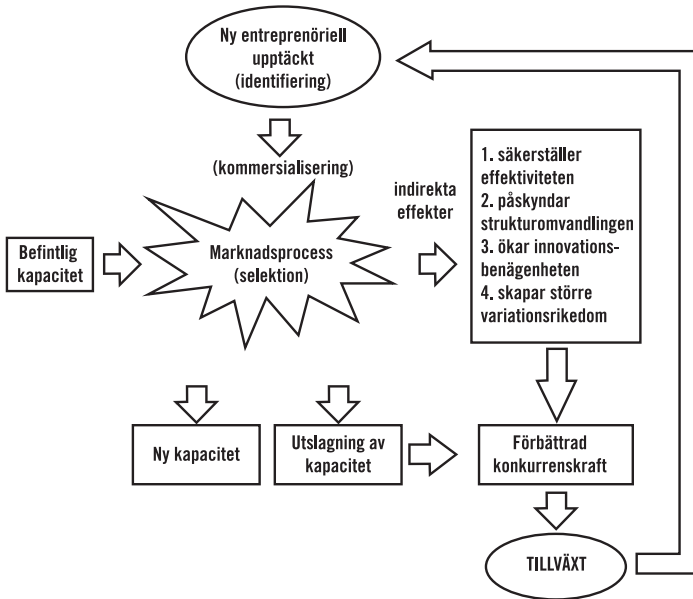 Ny entreprenöriell
upptäckt
(identifiering)
(kommersialisering)
indirekta
effekter
1. säkerställer
effektiviteten
2. påskyndar
strukturomvandlingen
3. ökar innovations-
benägenheten
4. skapar större
variationsrikedom
Befintlig
kapacitet
Marknadsprocess
(selektion)
Ny kapacitet
Utslagning av
kapacitet
Förbättrad
konkurrenskraft
TILLVÄXT